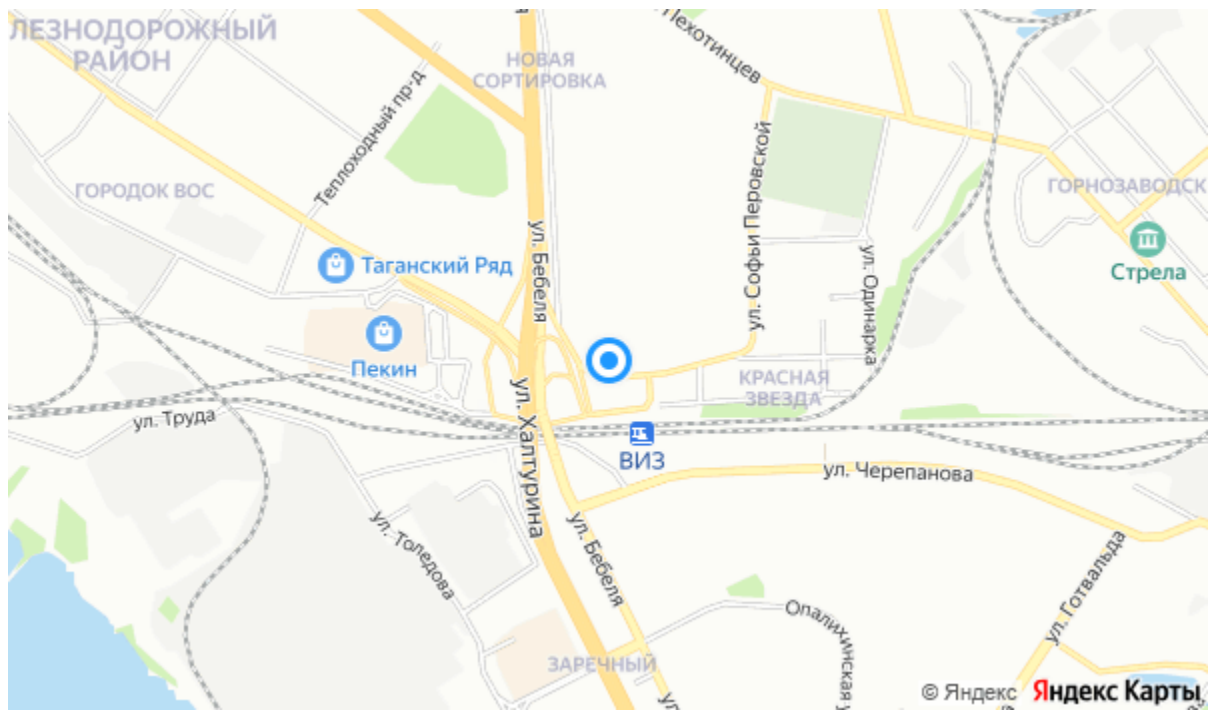 ЛЕЗНОДОРОЖНЫЙ
РАЙОН
НОВАЯ
СОРТИРОВКА
Пехотинцев
Теплоходный пр-д
ГОРОДОК ВОС
ул. Софьи Перовской
ГОРНОЗАВОДСК
ул. Бебеля
Таганский Ряд
ул. Одинарка
Стрела
Пекин
КРАСНАЯ
ЗВЕЗДА
ул. Труда
ул. Халтурина
ВИЗ
ул. Черепанова
ул. Толедова
ул. Бебеля
ул. Готвальда
Опалихинская у
ЗАРЕЧНЫЙ
ул
© Яндекс Яндекс Карты